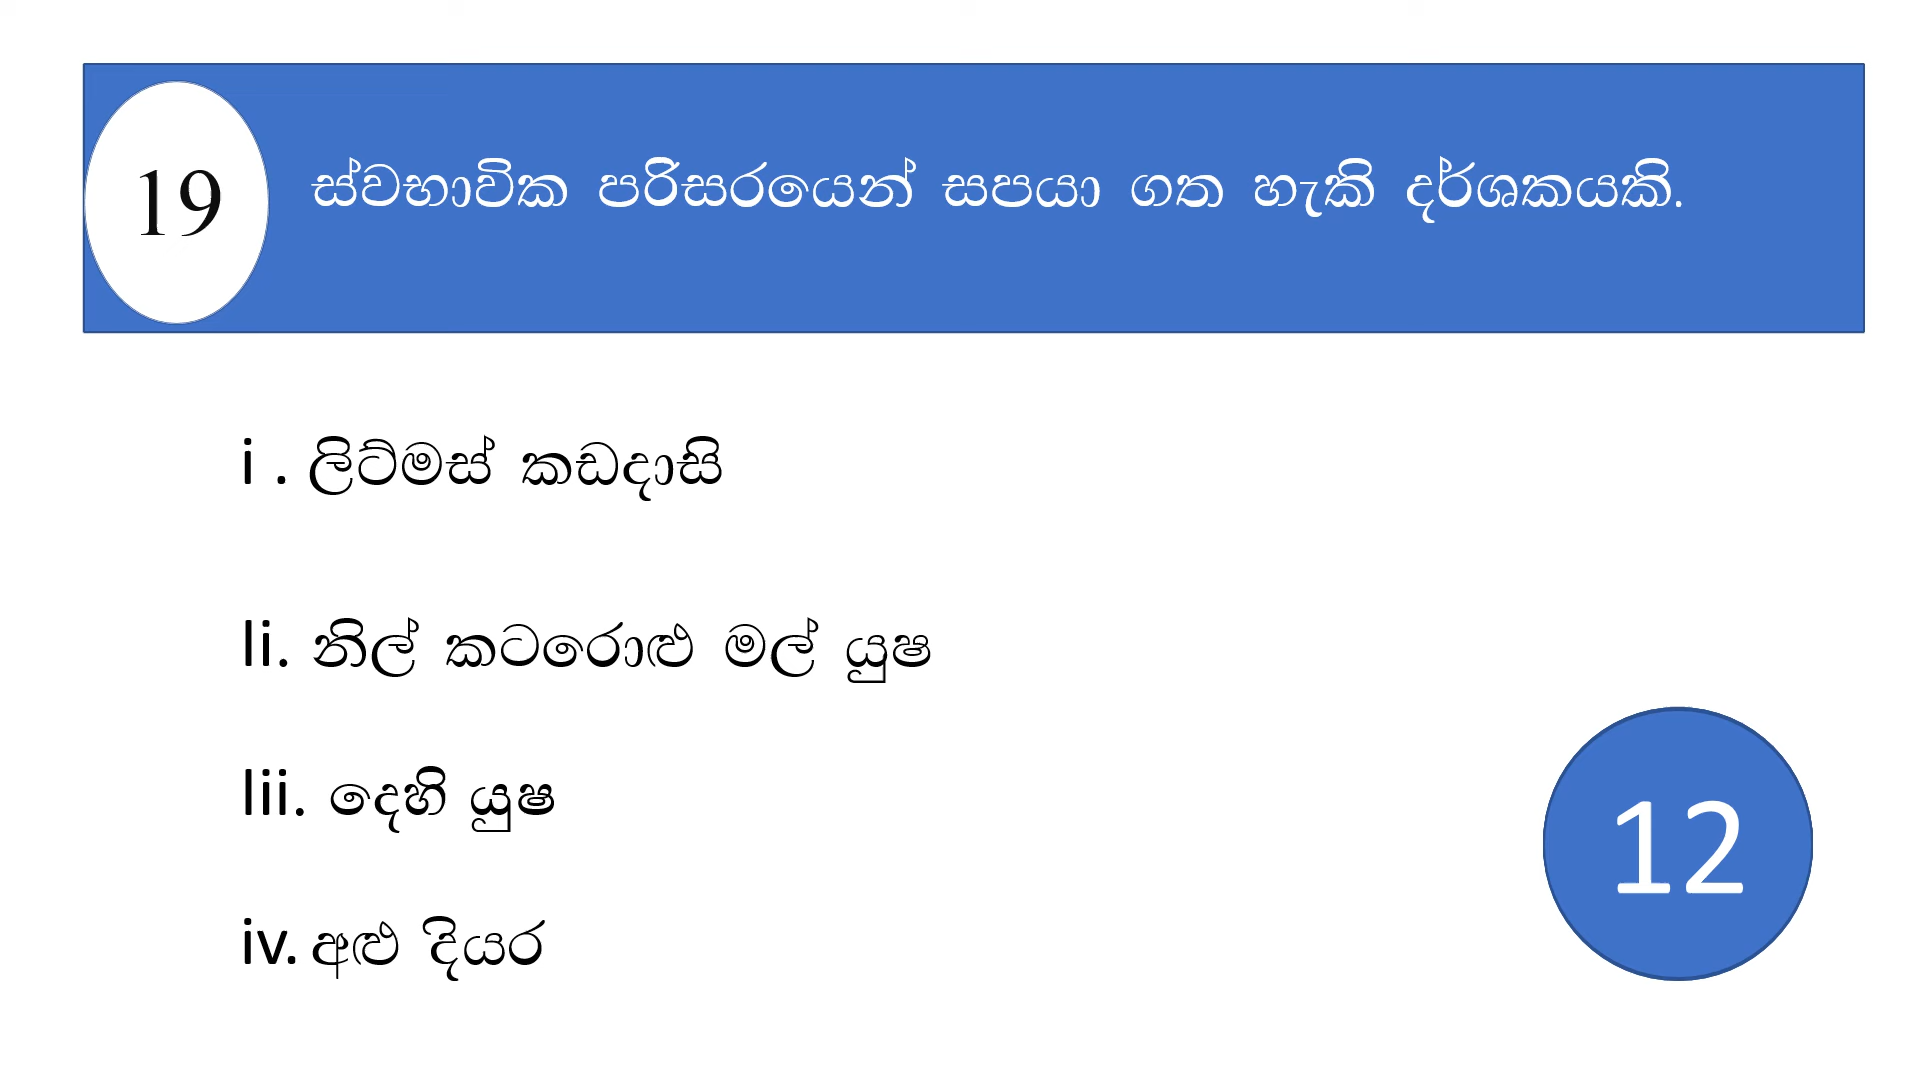 19
ස්වභාවික පරිසරයෙන් සපයා ගත හැකි දර්ශකයකි.
i . ලිට්මස් කඩදාසි
Ii. නිල් කටරොළු මල් යුෂ
Iii. දෙහි යුෂ
12
iv. අළු දියර